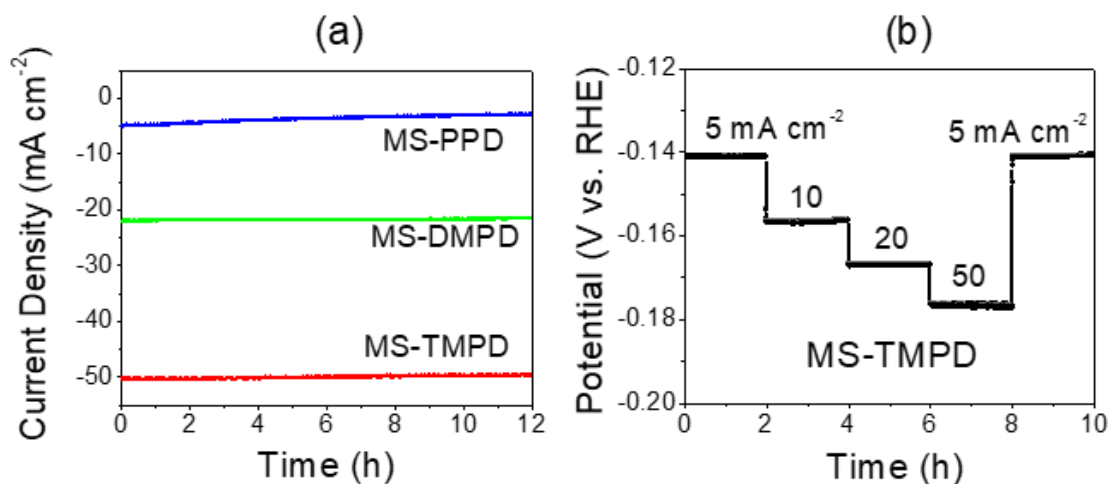 (a)
Current Density (mA cm⁻²)
0
-10
-20
-30
-40
-50
MS-PPD
MS-DMPD
MS-TMPD
0 2 4 6 8 10 12
Time (h)
(b)
Potential (V vs. RHE)
-0.12
-0.14
-0.16
-0.18
-0.20
5 mA cm⁻²
5 mA cm⁻²
10
20
50
MS-TMPD
0 2 4 6 8 10
Time (h)